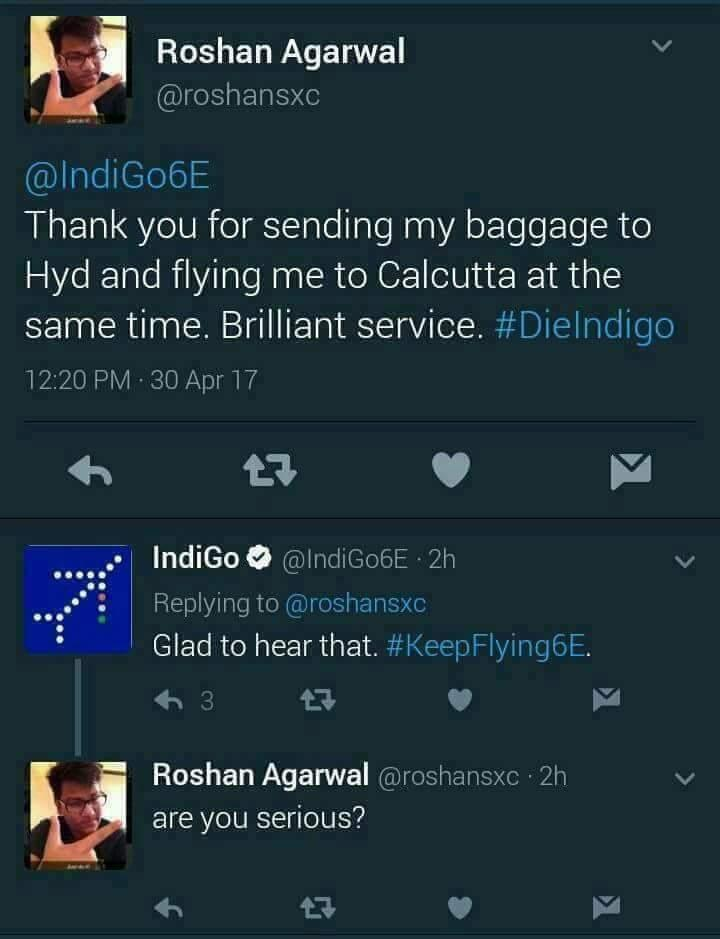 Roshan Agarwal
@roshansxc
@IndiGo6E
Thank you for sending my baggage to
Hyd and flying me to Calcutta at the
same time. Brilliant service. #DieIndigo
12:20 PM · 30 Apr 17
IndiGo @IndiGo6E · 2h
Replying to @roshansxc
Glad to hear that. #KeepFlying6E.
3
Roshan Agarwal @roshansxc · 2h
are you serious?